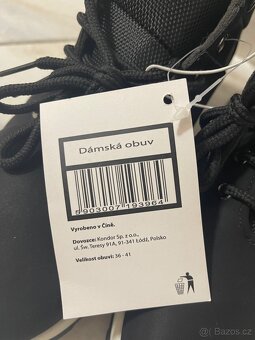 Dámská obuv
5903007193964
Vyrobeno v Číně.
Dovozce: Kondor Sp. z o.o.,
ul. Św. Teresy 91A, 91-341 Łódź, Polsko
Velikost obuvi: 36 - 41
Bazos.cz